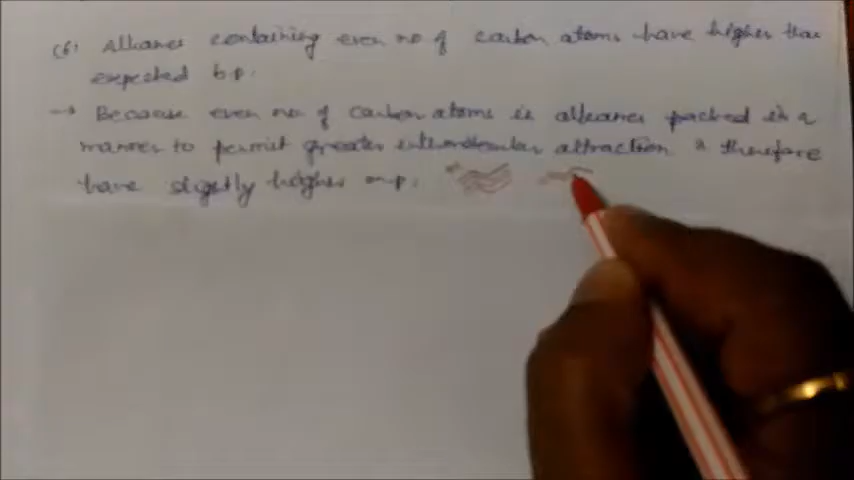 (6) Alkanes containing even no of carbon atoms have higher than
expected b.p.
→ Because even no of carbon atoms is alkanes packed in a
manner to permit greater intermolecular attraction & therefore
have slightly higher m.p.